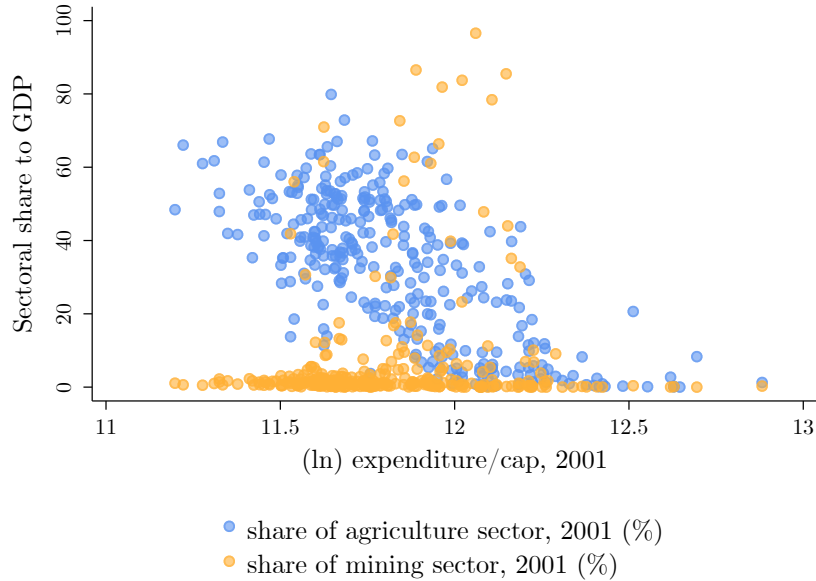 100
80
60
40
20
0
Sectoral share to GDP
11
11.5
12
12.5
13
(ln) expenditure/cap, 2001
share of agriculture sector, 2001 (%)
share of mining sector, 2001 (%)